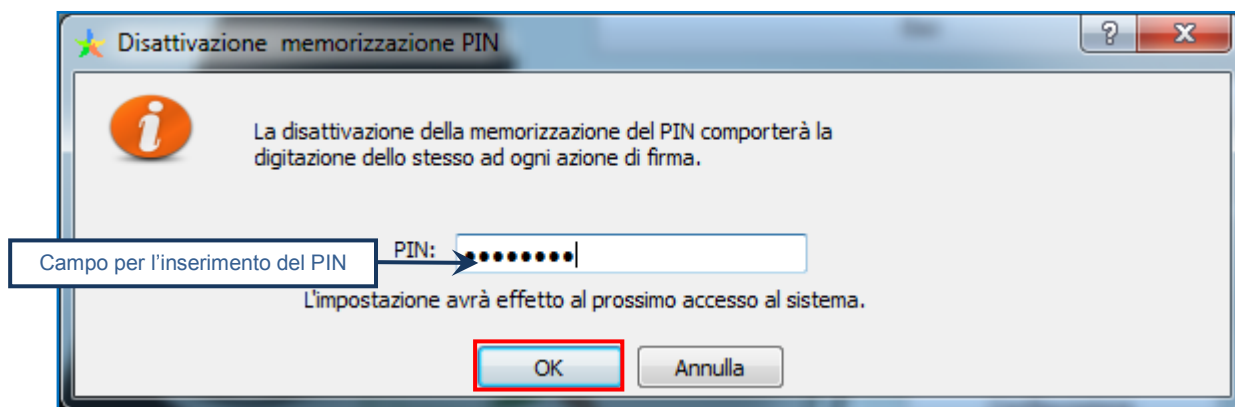 Disattivazione memorizzazione PIN
La disattivazione della memorizzazione del PIN comporterà la
digitazione dello stesso ad ogni azione di firma.
Campo per l’inserimento del PIN
PIN: ●●●●●●●●
L'impostazione avrà effetto al prossimo accesso al sistema.
OK Annulla